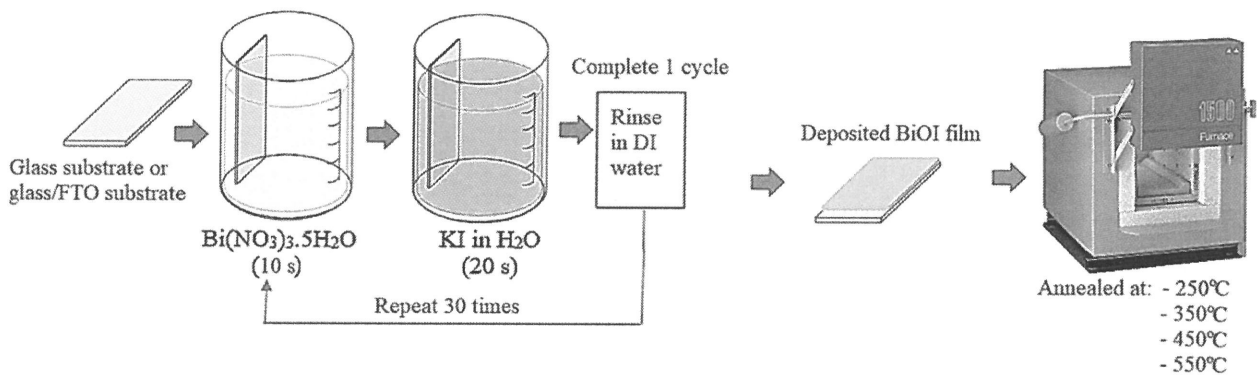 Glass substrate or
glass/FTO substrate
Bi(NO₃)₃.5H₂O
(10 s)
KI in H₂O
(20 s)
Complete 1 cycle
Rinse
in DI
water
Repeat 30 times
Deposited BiOI film
1500
Furnace
Annealed at: - 250℃
- 350℃
- 450℃
- 550℃